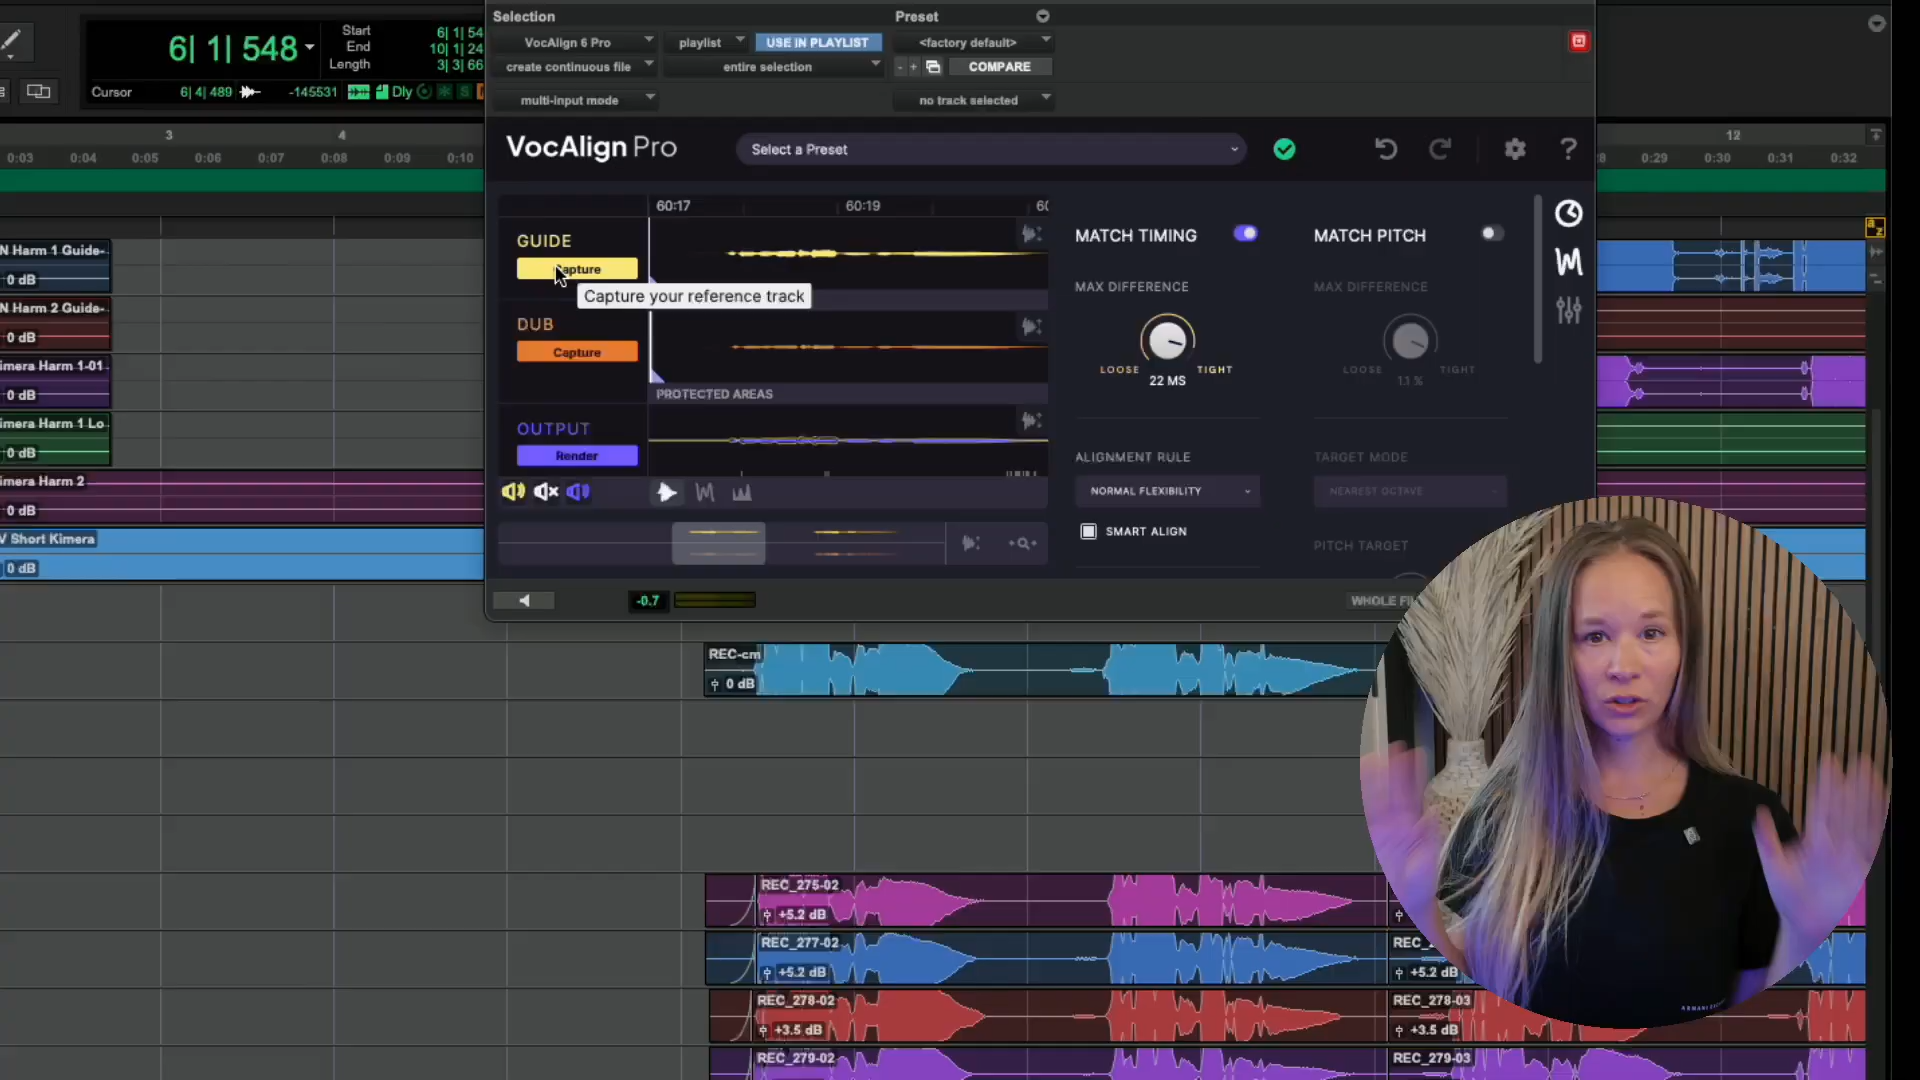 Selection
Preset
VocAlign 6 Pro
playlist
USE IN PLAYLIST
<factory default>
create continuous file
entire selection
- +
COMPARE
multi-input mode
no track selected
6| 1| 548
Start
End
Length
6| 1| 54
10| 1| 24
3| 3| 66
Cursor
6| 4| 489
-145531
Dly
S
3
4
12
0:03
0:04
0:05
0:06
0:07
0:08
0:09
0:10
0:29
0:30
0:31
0:32
VocAlign Pro
Select a Preset
?
60:17
60:19
GUIDE
Capture your reference track
DUB
Capture
PROTECTED AREAS
OUTPUT
Render
MATCH TIMING
MAX DIFFERENCE
LOOSE
TIGHT
22 MS
ALIGNMENT RULE
NORMAL FLEXIBILITY
SMART ALIGN
MATCH PITCH
MAX DIFFERENCE
LOOSE
TIGHT
1.1 %
TARGET MODE
NEAREST OCTAVE
PITCH TARGET
-0.7
WHOLE FI
a z
N Harm 1 Guide-
0 dB
N Harm 2 Guide-
0 dB
imera Harm 1-01
0 dB
imera Harm 1 Lo
0 dB
imera Harm 2
0 dB
V Short Kimera
0 dB
REC-cm
0 dB
REC_275-02
+5.2 dB
REC_277-02
+5.2 dB
REC_
+5.2 dB
REC_278-02
+3.5 dB
REC_278-03
+3.5 dB
REC_279-02
REC_279-03